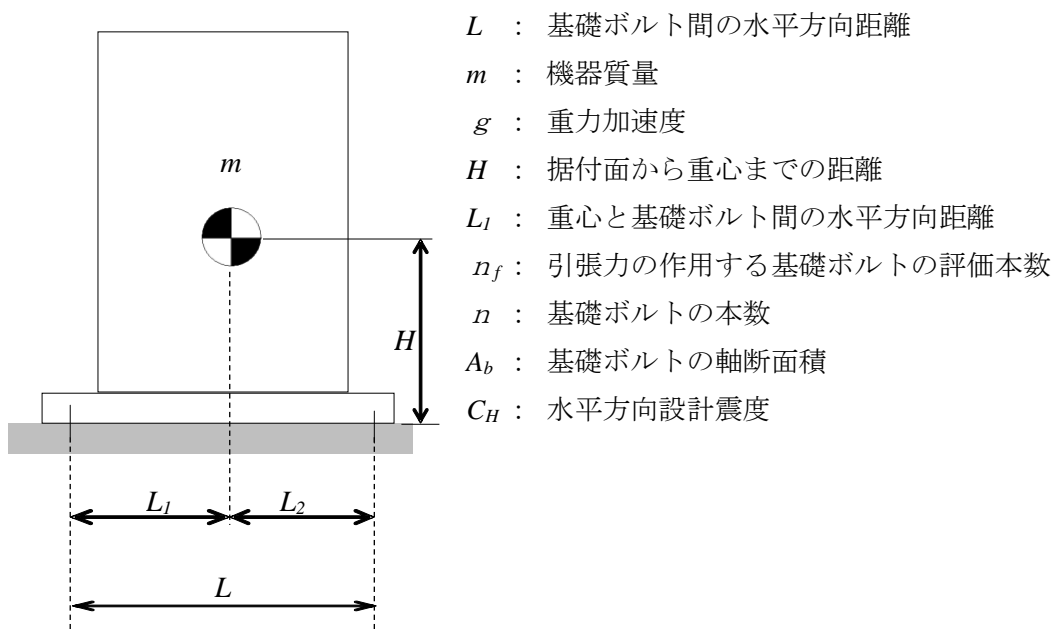 L : 基礎ボルト間の水平方向距離
m : 機器質量
g : 重力加速度
H : 据付面から重心までの距離
L1 : 重心と基礎ボルト間の水平方向距離
nf : 引張力の作用する基礎ボルトの評価本数
n : 基礎ボルトの本数
Ab : 基礎ボルトの軸断面積
CH : 水平方向設計震度
m
H
L1 L2
L